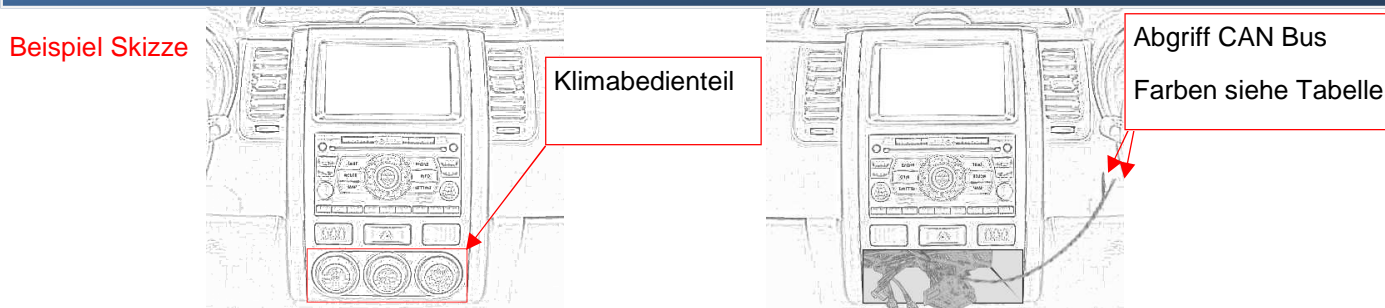 Beispiel Skizze
Klimabedienteil
Abgriff CAN Bus
Farben siehe Tabelle